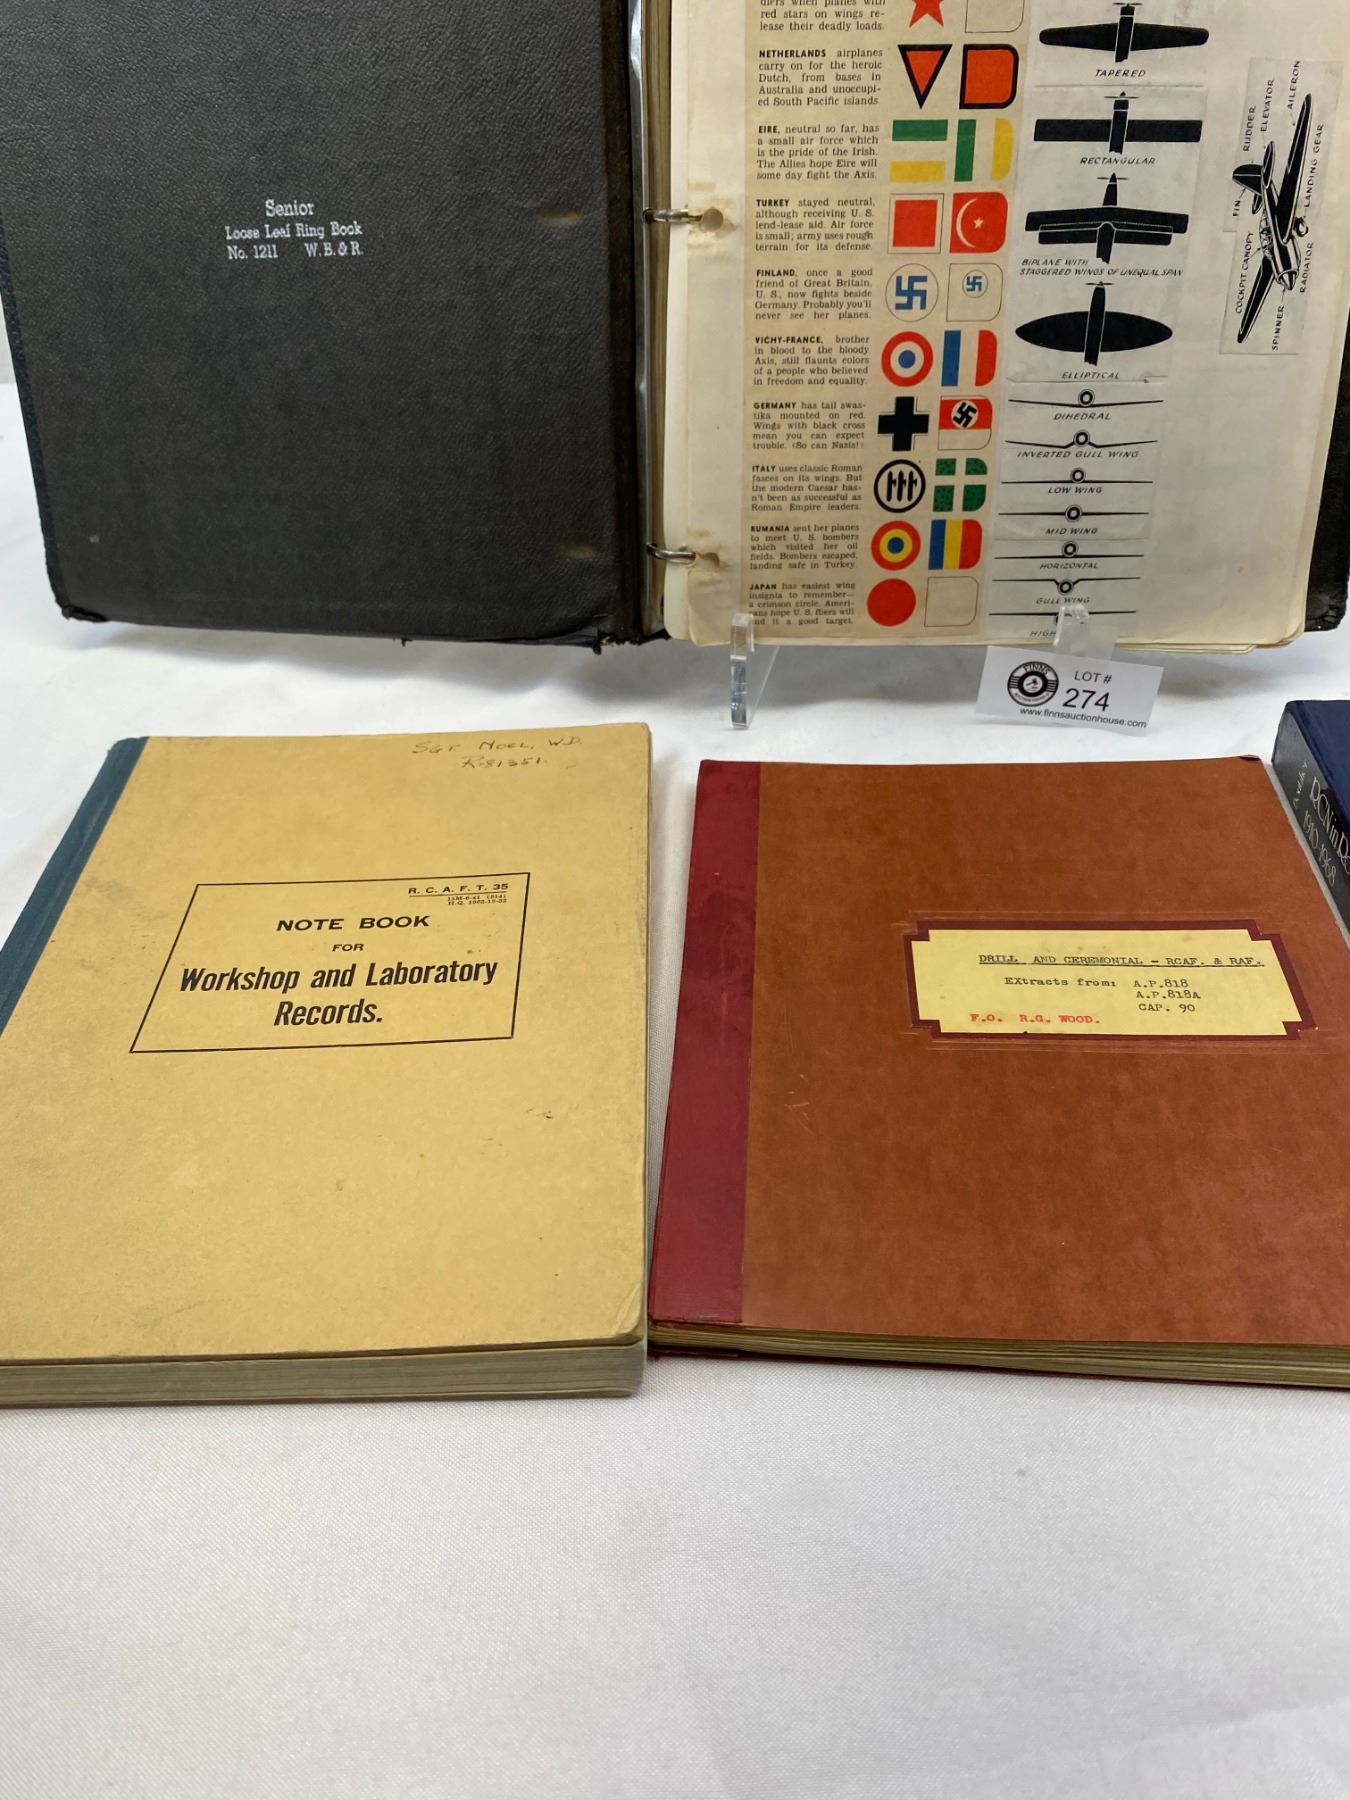 Senior
Loose Leaf Ring Book
No. 1211 W.B.&R.
diers when planes with
red stars on wings re-
lease their deadly loads.
NETHERLANDS airplanes
carry on for the heroic
Dutch, from bases in
Australia and unoccupi-
ed South Pacific islands.
EIRE, neutral so far, has
a small air force which
is the pride of the Irish.
The Allies hope Eire will
some day fight the Axis.
TURKEY stayed neutral,
although receiving U. S.
lend-lease aid. Air force
is small; army uses rough
terrain for its defense.
FINLAND, once a good
friend of Great Britain,
U. S., now fights beside
Germany. Probably you'll
never see her planes.
VICHY-FRANCE, brother
in blood to the bloody
Axis, still flaunts colors
of a people who believed
in freedom and equality.
GERMANY has tail swas-
tika mounted on red.
Wings with black cross
mean you can expect
trouble. (So can Nazis!)
ITALY uses classic Roman
fasces on its wings. But
the modern Caesar has-
n't been as successful as
Roman Empire leaders.
RUMANIA sent her planes
to meet U. S. bombers
which visited her oil
fields. Bombers escaped,
landing safe in Turkey.
JAPAN has easiest wing
insignia to remember—
a crimson circle. Ameri-
cans hope U. S. fliers will
find it a good target.
TAPERED
RECTANGULAR
BIPLANE WITH
STAGGERED WINGS OF UNEQUAL SPAN
ELLIPTICAL
DIHEDRAL
INVERTED GULL WING
LOW WING
MID WING
HORIZONTAL
GULL WING
HIGH
FIN
RUDDER
ELEVATOR
AILERON
COCKPIT CANOPY
SPINNER
RADIATOR
LANDING GEAR
FINNS
LOT #
274
www.finnsauctionhouse.com
SGT. NOEL, W.D.
R-81351.
R. C. A. F. T. 35
NOTE BOOK
FOR
Workshop and Laboratory
Records.
DRILL AND CEREMONIAL - RCAF. & RAF.
EXtracts from: A.P.818
A.P.818A
CAP. 90
F.O. R.G. WOOD.
RCN in
1910-1968